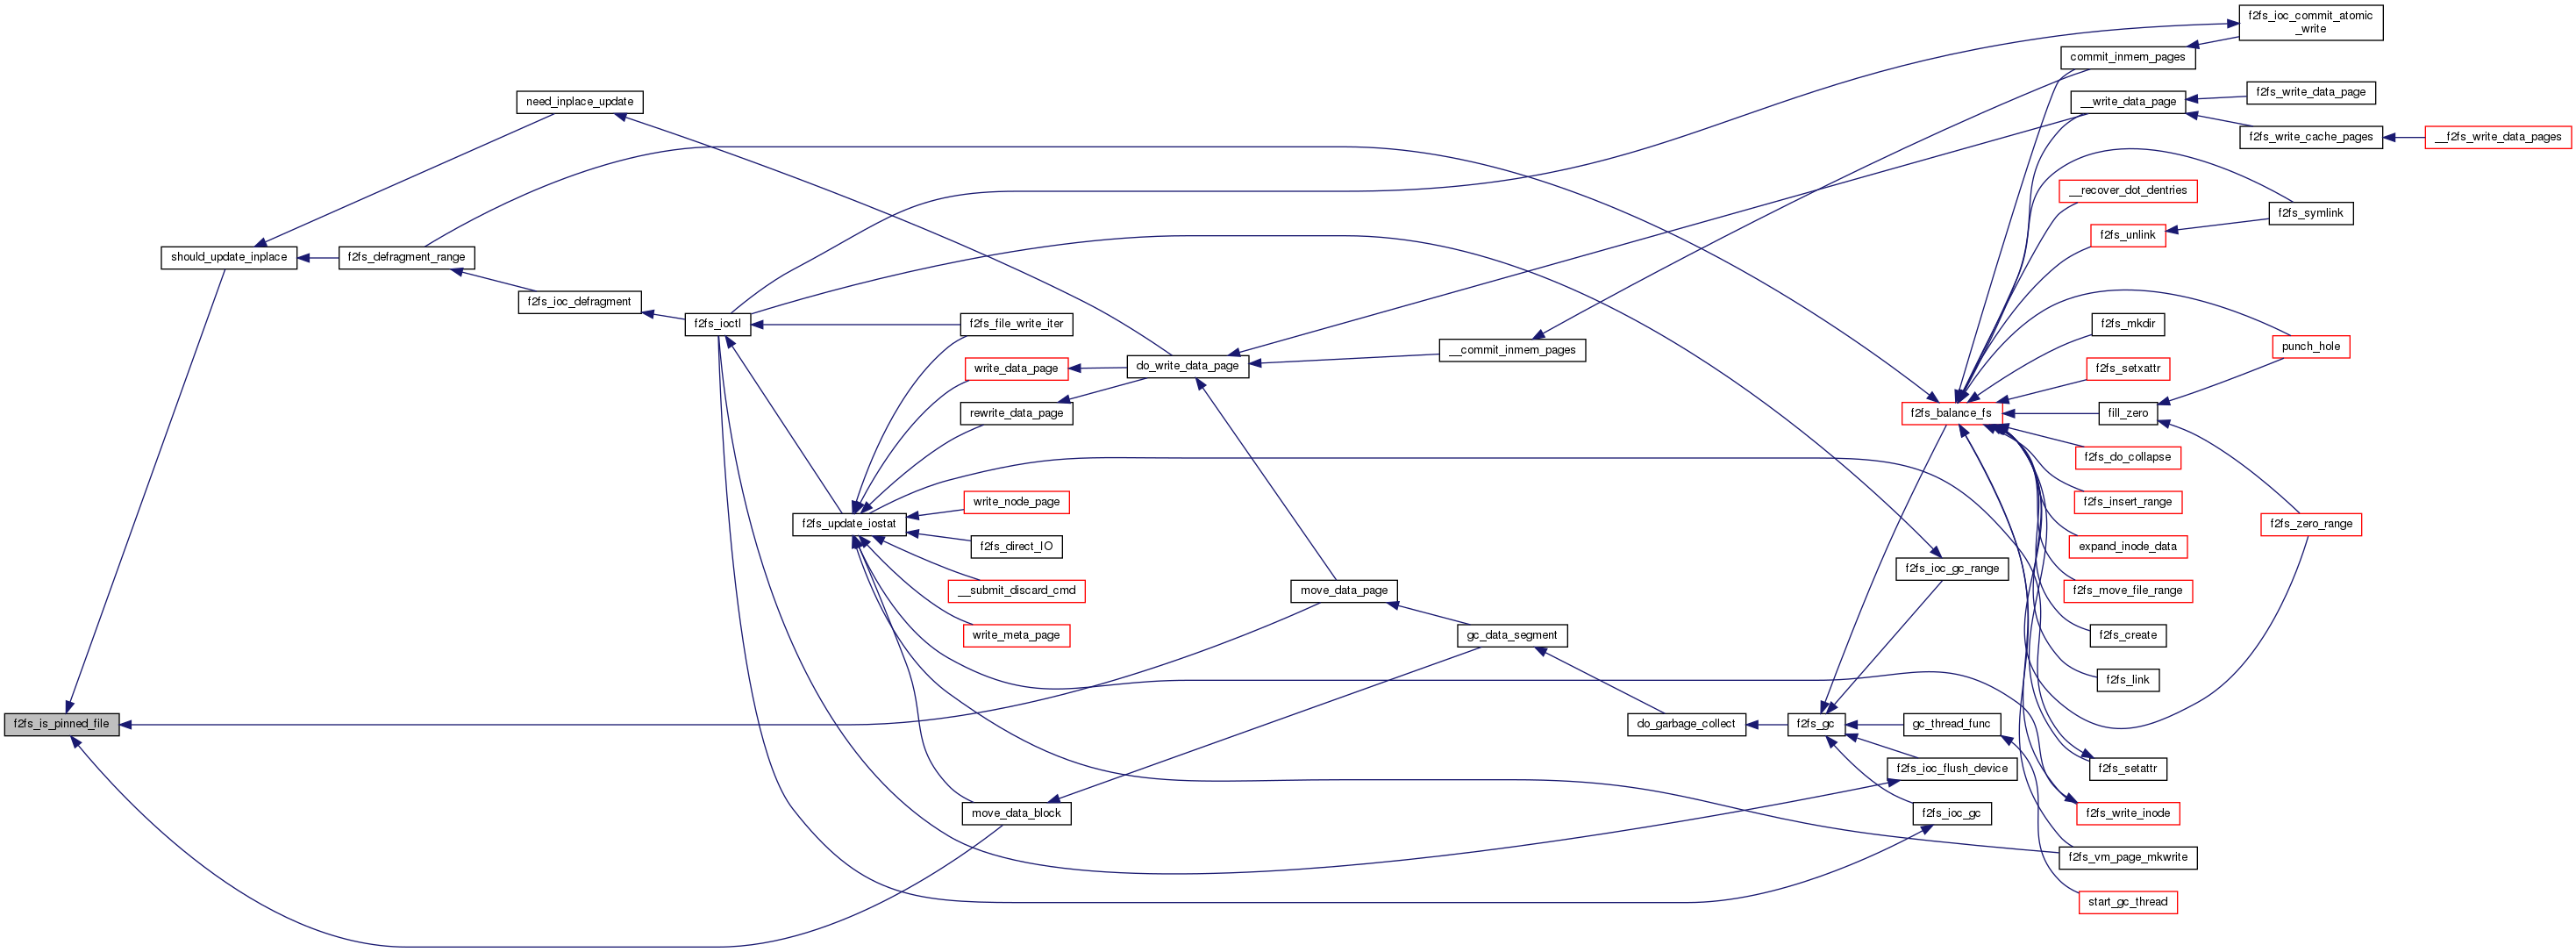 f2fs_ioc_commit_atomic
_write
commit_inmem_pages
need_inplace_update
__write_data_page
f2fs_write_data_page
f2fs_write_cache_pages
__f2fs_write_data_pages
__recover_dot_dentries
f2fs_symlink
f2fs_unlink
should_update_inplace
f2fs_defragment_range
f2fs_ioc_defragment
f2fs_ioctl
f2fs_file_write_iter
f2fs_mkdir
__commit_inmem_pages
punch_hole
write_data_page
do_write_data_page
f2fs_setxattr
rewrite_data_page
f2fs_balance_fs
fill_zero
f2fs_do_collapse
write_node_page
f2fs_insert_range
f2fs_update_iostat
f2fs_zero_range
f2fs_direct_IO
expand_inode_data
f2fs_ioc_gc_range
__submit_discard_cmd
move_data_page
f2fs_move_file_range
write_meta_page
gc_data_segment
f2fs_create
f2fs_link
f2fs_is_pinned_file
do_garbage_collect
f2fs_gc
gc_thread_func
f2fs_ioc_flush_device
f2fs_setattr
move_data_block
f2fs_ioc_gc
f2fs_write_inode
f2fs_vm_page_mkwrite
start_gc_thread